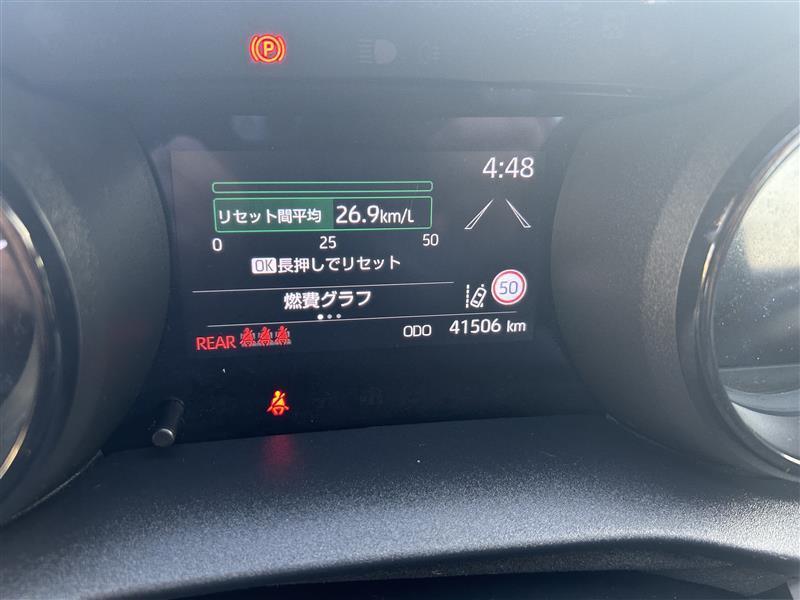 P
4:48
リセット間平均 26.9km/L
0 25 50
OK長押しでリセット
燃費グラフ
50
REAR
ODO 41506 km